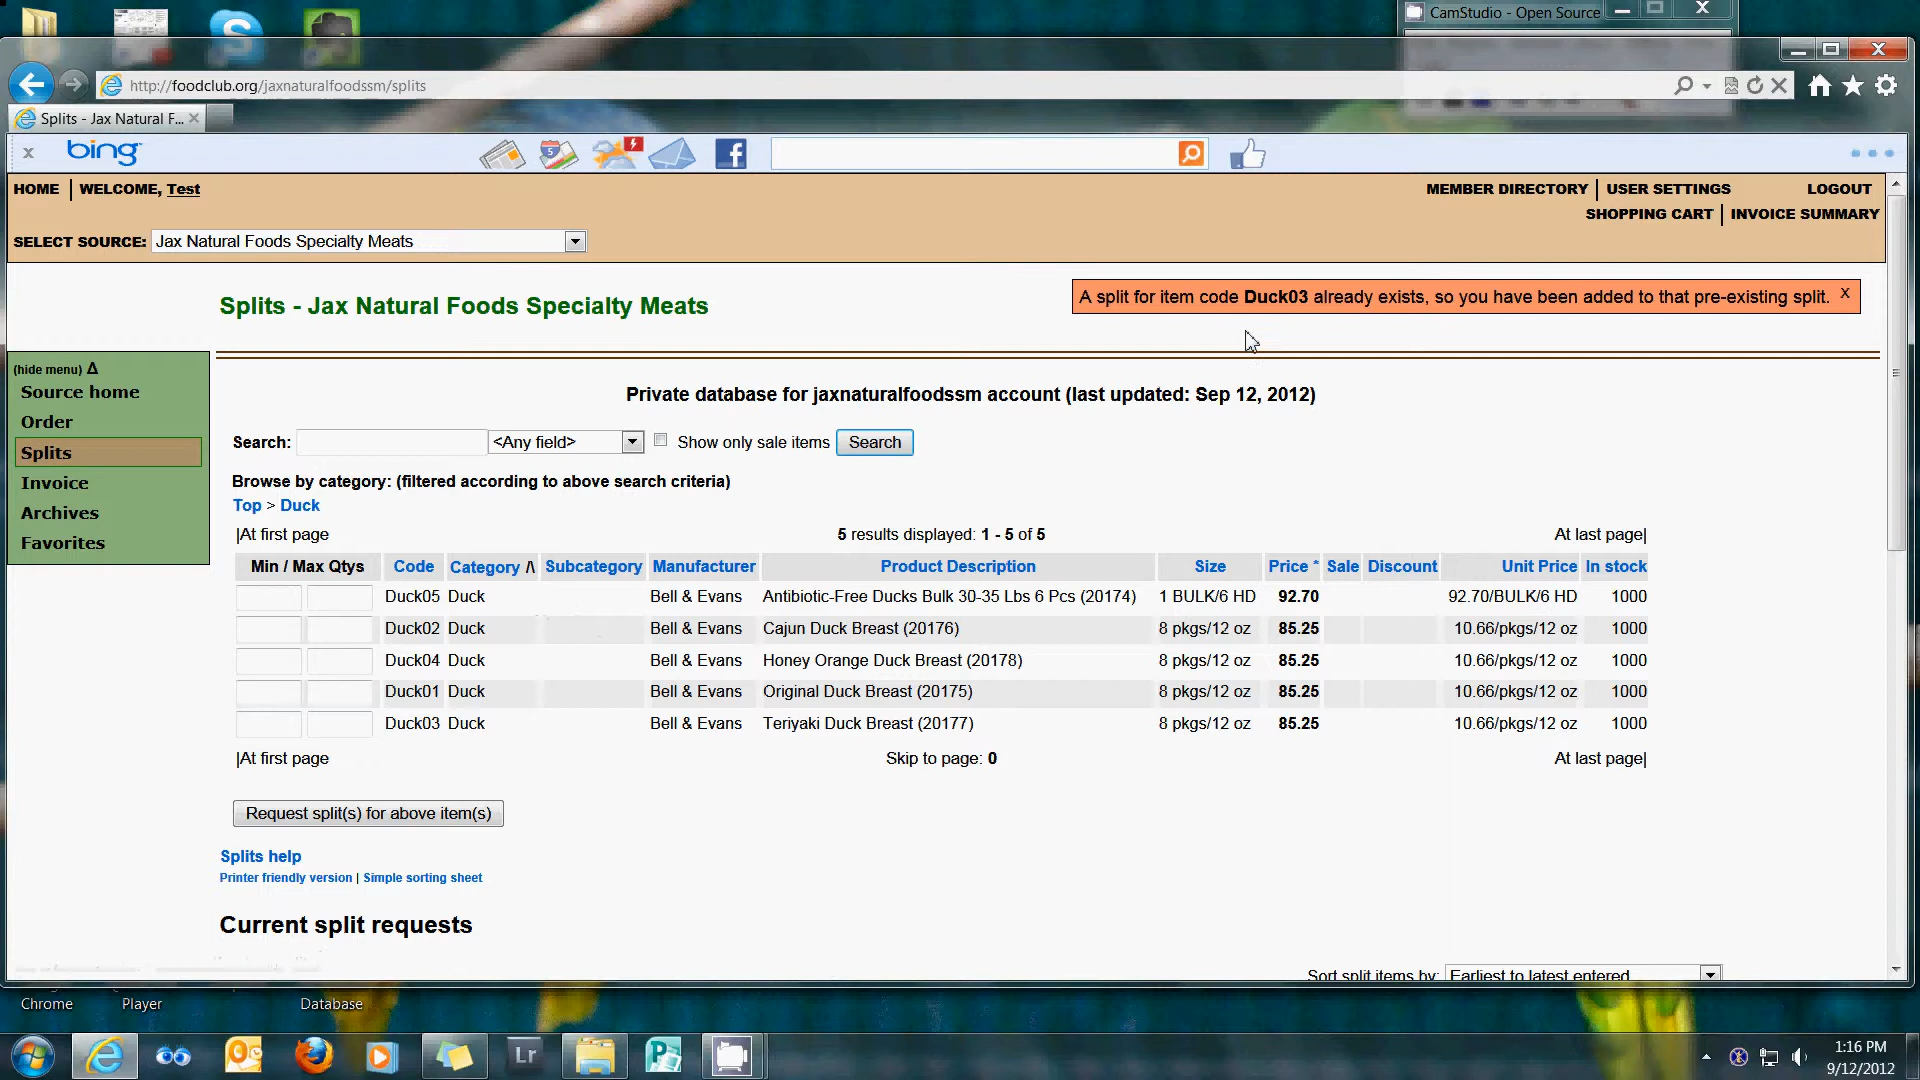 CamStudio - Open Source
http://foodclub.org/jaxnaturalfoodssm/splits
Splits - Jax Natural F...
x bing
HOME | WELCOME, Test
MEMBER DIRECTORY | USER SETTINGS LOGOUT
SHOPPING CART | INVOICE SUMMARY
SELECT SOURCE: Jax Natural Foods Specialty Meats
Splits - Jax Natural Foods Specialty Meats
A split for item code Duck03 already exists, so you have been added to that pre-existing split. x
(hide menu) Δ
Source home
Order
Splits
Invoice
Archives
Favorites
Private database for jaxnaturalfoodssm account (last updated: Sep 12, 2012)
Search: <Any field> Show only sale items Search
Browse by category: (filtered according to above search criteria)
Top > Duck
|At first page 5 results displayed: 1 - 5 of 5 At last page|
Min / Max Qtys Code Category /\ Subcategory Manufacturer Product Description Size Price * Sale Discount Unit Price In stock
Duck05 Duck Bell & Evans Antibiotic-Free Ducks Bulk 30-35 Lbs 6 Pcs (20174) 1 BULK/6 HD 92.70 92.70/BULK/6 HD 1000
Duck02 Duck Bell & Evans Cajun Duck Breast (20176) 8 pkgs/12 oz 85.25 10.66/pkgs/12 oz 1000
Duck04 Duck Bell & Evans Honey Orange Duck Breast (20178) 8 pkgs/12 oz 85.25 10.66/pkgs/12 oz 1000
Duck01 Duck Bell & Evans Original Duck Breast (20175) 8 pkgs/12 oz 85.25 10.66/pkgs/12 oz 1000
Duck03 Duck Bell & Evans Teriyaki Duck Breast (20177) 8 pkgs/12 oz 85.25 10.66/pkgs/12 oz 1000
|At first page Skip to page: 0 At last page|
Request split(s) for above item(s)
Splits help
Printer friendly version | Simple sorting sheet
Current split requests
Sort split items by: Earliest to latest entered
Chrome Player Database
1:16 PM
9/12/2012